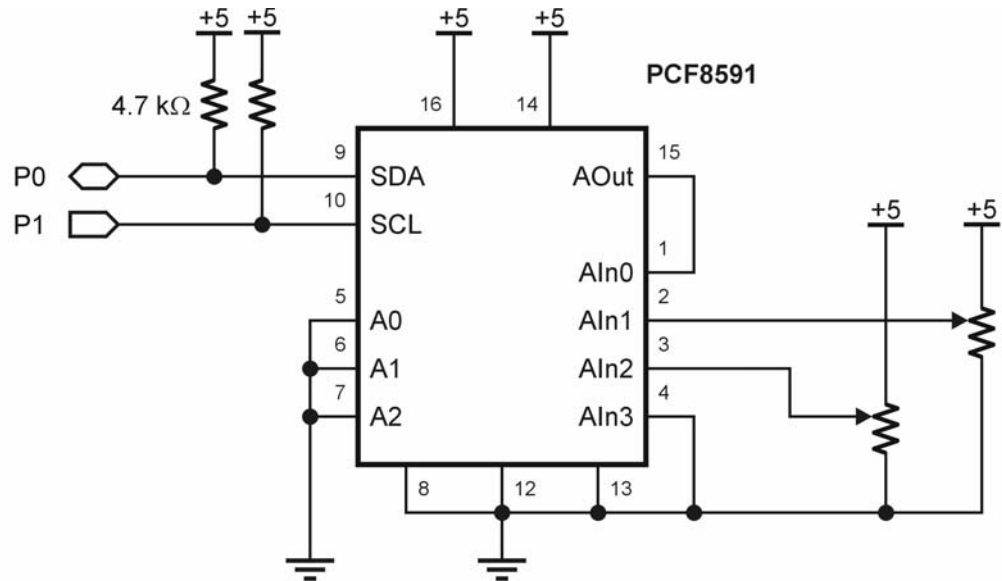 +5 +5 +5 +5
PCF8591
4.7 kΩ
16 14
9 15
P0 SDA AOut
10
P1 SCL +5 +5
1
AIn0
5 2
A0 AIn1
6 3
A1 AIn2
7 4
A2 AIn3
8 12 13